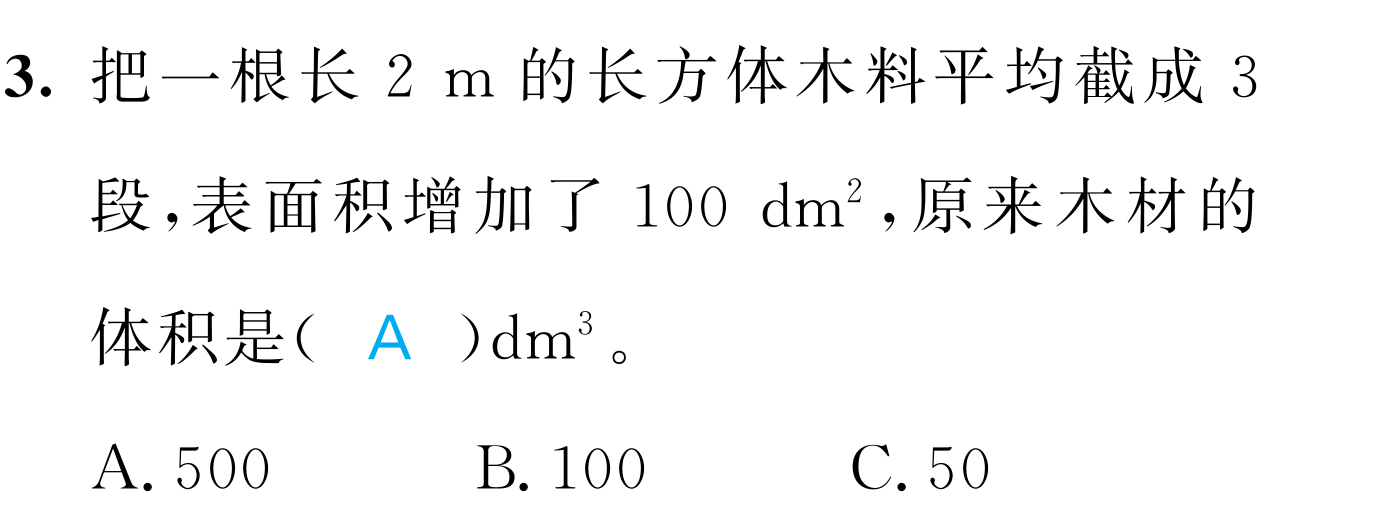 3. 把一根长 2 m 的长方体木料平均截成 3
段,表面积增加了 100 dm²,原来木材的
体积是( A )dm³。
A. 500 B. 100 C. 50